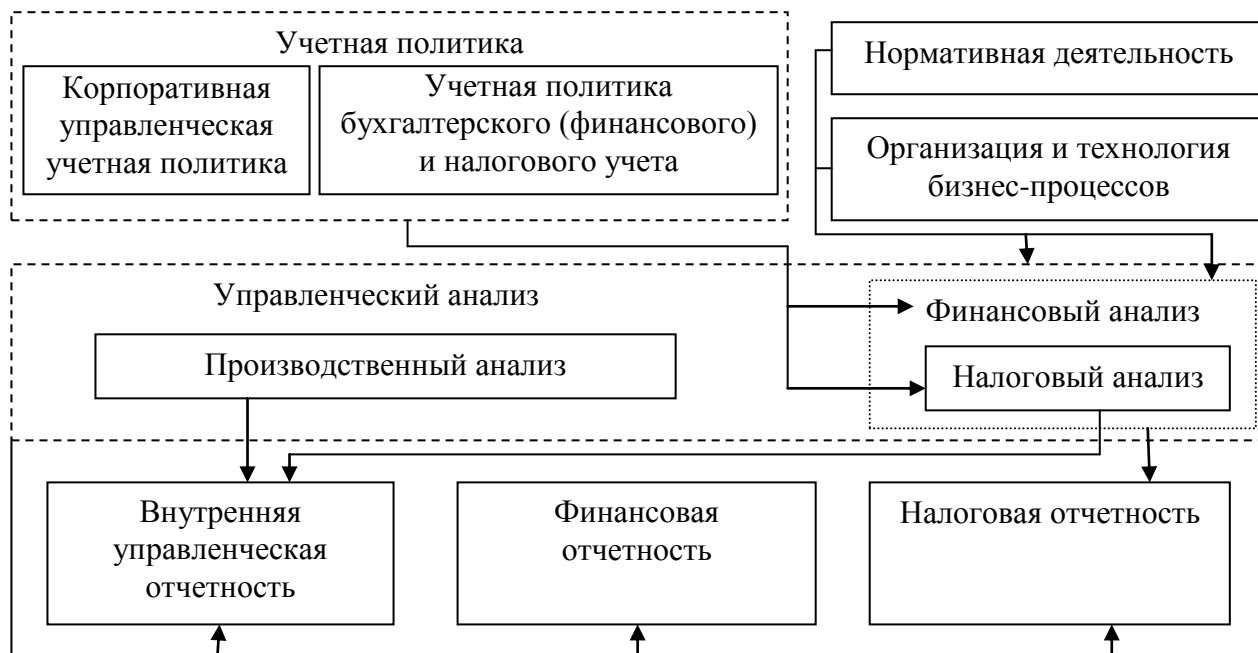 Учетная политика
Корпоративная
управленческая
учетная политика
Учетная политика
бухгалтерского (финансового)
и налогового учета
Нормативная деятельность
Организация и технология
бизнес-процессов
Управленческий анализ
Производственный анализ
Финансовый анализ
Налоговый анализ
Внутренняя
управленческая
отчетность
Финансовая
отчетность
Налоговая отчетность